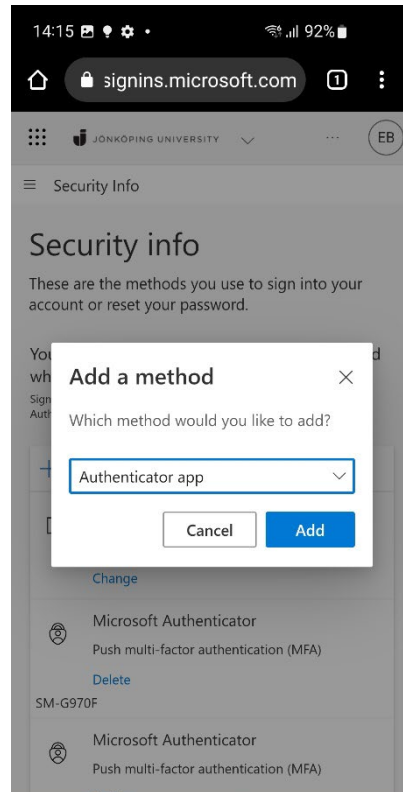 14:15 92%
signins.microsoft.com 1
JÖNKÖPING UNIVERSITY ... EB
Security Info
Security info
These are the methods you use to sign into your
account or reset your password.
Add a method
Which method would you like to add?
Authenticator app
Cancel Add
Change
Microsoft Authenticator
Push multi-factor authentication (MFA)
Delete
SM-G970F
Microsoft Authenticator
Push multi-factor authentication (MFA)